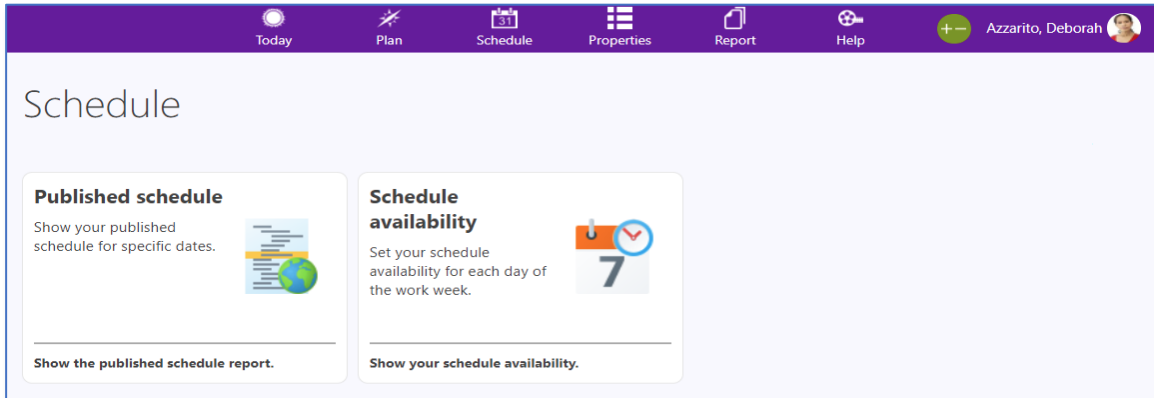 31
Today
Plan
Schedule
Properties
Report
Help
+−
Azzarito, Deborah
Schedule
Published schedule
Show your published
schedule for specific dates.
Show the published schedule report.
Schedule
availability
Set your schedule
availability for each day of
the work week.
7
Show your schedule availability.